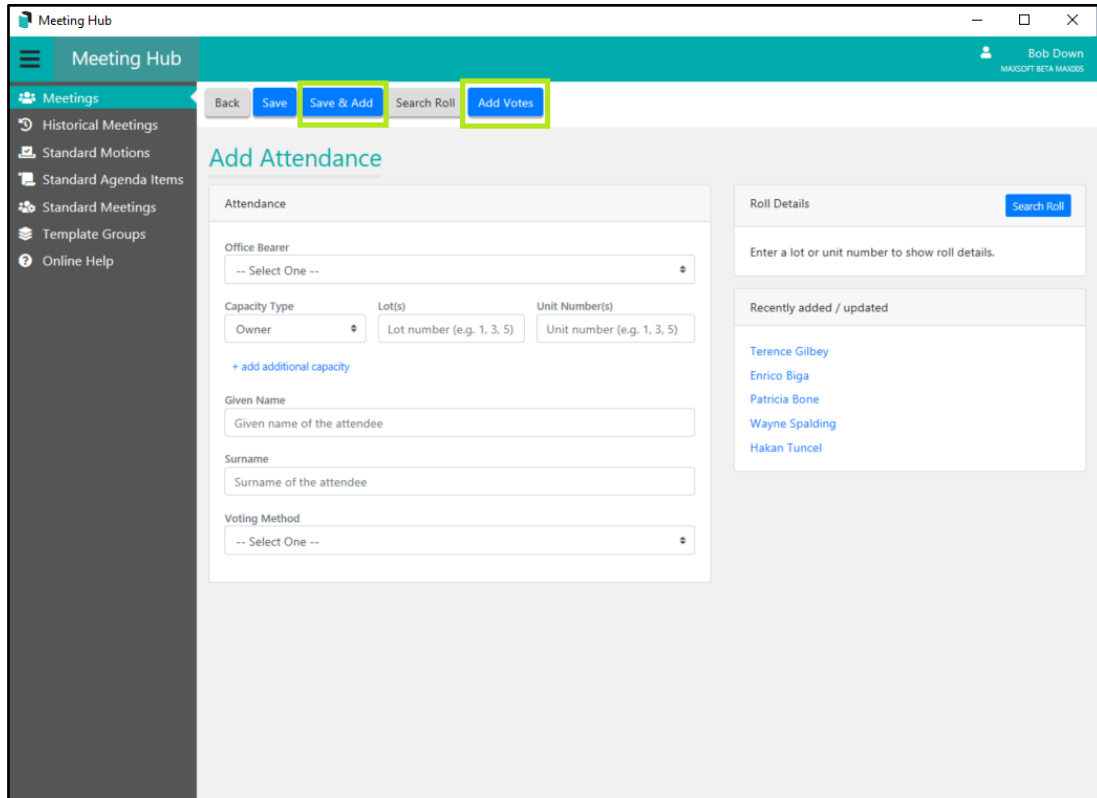 Meeting Hub
Meeting Hub
Bob Down
MAXSOFT BETA MAX005
Meetings
Historical Meetings
Standard Motions
Standard Agenda Items
Standard Meetings
Template Groups
Online Help
Back Save Save & Add Search Roll Add Votes
Add Attendance
Attendance
Office Bearer
-- Select One --
Capacity Type Lot(s) Unit Number(s)
Owner Lot number (e.g. 1, 3, 5) Unit number (e.g. 1, 3, 5)
+ add additional capacity
Given Name
Given name of the attendee
Surname
Surname of the attendee
Voting Method
-- Select One --
Roll Details Search Roll
Enter a lot or unit number to show roll details.
Recently added / updated
Terence Gilbey
Enrico Biga
Patricia Bone
Wayne Spalding
Hakan Tuncel